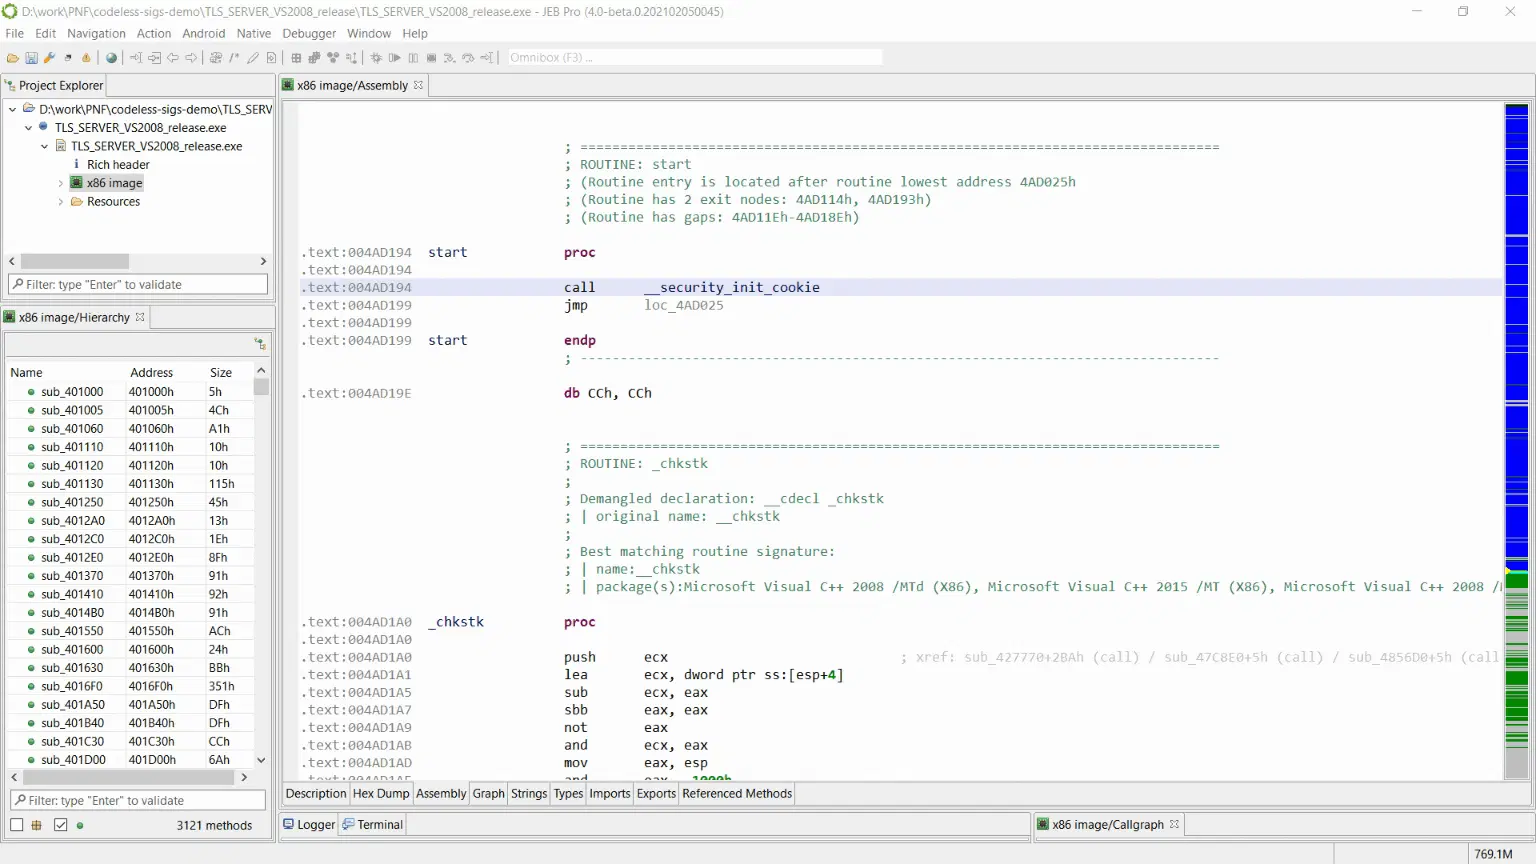 D:\work\PNF\codeless-sigs-demo\TLS_SERVER_VS2008_release\TLS_SERVER_VS2008_release.exe - JEB Pro (4.0-beta.0.202102050045)
File Edit Navigation Action Android Native Debugger Window Help
Omnibox (F3) ...
Project Explorer
D:\work\PNF\codeless-sigs-demo\TLS_SERV
TLS_SERVER_VS2008_release.exe
TLS_SERVER_VS2008_release.exe
Rich header
x86 image
Resources
Filter: type "Enter" to validate
x86 image/Hierarchy
Name Address Size
sub_401000 401000h 5h
sub_401005 401005h 4Ch
sub_401060 401060h A1h
sub_401110 401110h 10h
sub_401120 401120h 10h
sub_401130 401130h 115h
sub_401250 401250h 45h
sub_4012A0 4012A0h 13h
sub_4012C0 4012C0h 1Eh
sub_4012E0 4012E0h 8Fh
sub_401370 401370h 91h
sub_401410 401410h 92h
sub_4014B0 4014B0h 91h
sub_401550 401550h ACh
sub_401600 401600h 24h
sub_401630 401630h BBh
sub_4016F0 4016F0h 351h
sub_401A50 401A50h DFh
sub_401B40 401B40h DFh
sub_401C30 401C30h CCh
sub_401D00 401D00h 6Ah
Filter: type "Enter" to validate
3121 methods
x86 image/Assembly
; ================================================================================
; ROUTINE: start
; (Routine entry is located after routine lowest address 4AD025h
; (Routine has 2 exit nodes: 4AD114h, 4AD193h)
; (Routine has gaps: 4AD11Eh-4AD18Eh)
.text:004AD194 start proc
.text:004AD194
.text:004AD194 call __security_init_cookie
.text:004AD199 jmp loc_4AD025
.text:004AD199
.text:004AD199 start endp
; --------------------------------------------------------------------------------
.text:004AD19E db CCh, CCh
; ================================================================================
; ROUTINE: _chkstk
;
; Demangled declaration: __cdecl _chkstk
; | original name: __chkstk
;
; Best matching routine signature:
; | name:__chkstk
; | package(s):Microsoft Visual C++ 2008 /MTd (X86), Microsoft Visual C++ 2015 /MT (X86), Microsoft Visual C++ 2008 /
.text:004AD1A0 _chkstk proc
.text:004AD1A0
.text:004AD1A0 push ecx ; xref: sub_427770+2BAh (call) / sub_47C8E0+5h (call) / sub_4856D0+5h (call
.text:004AD1A1 lea ecx, dword ptr ss:[esp+4]
.text:004AD1A5 sub ecx, eax
.text:004AD1A7 sbb eax, eax
.text:004AD1A9 not eax
.text:004AD1AB and ecx, eax
.text:004AD1AD mov eax, esp
.text:004AD1AF and eax, 1000h
Description Hex Dump Assembly Graph Strings Types Imports Exports Referenced Methods
Logger Terminal
x86 image/Callgraph
769.1M